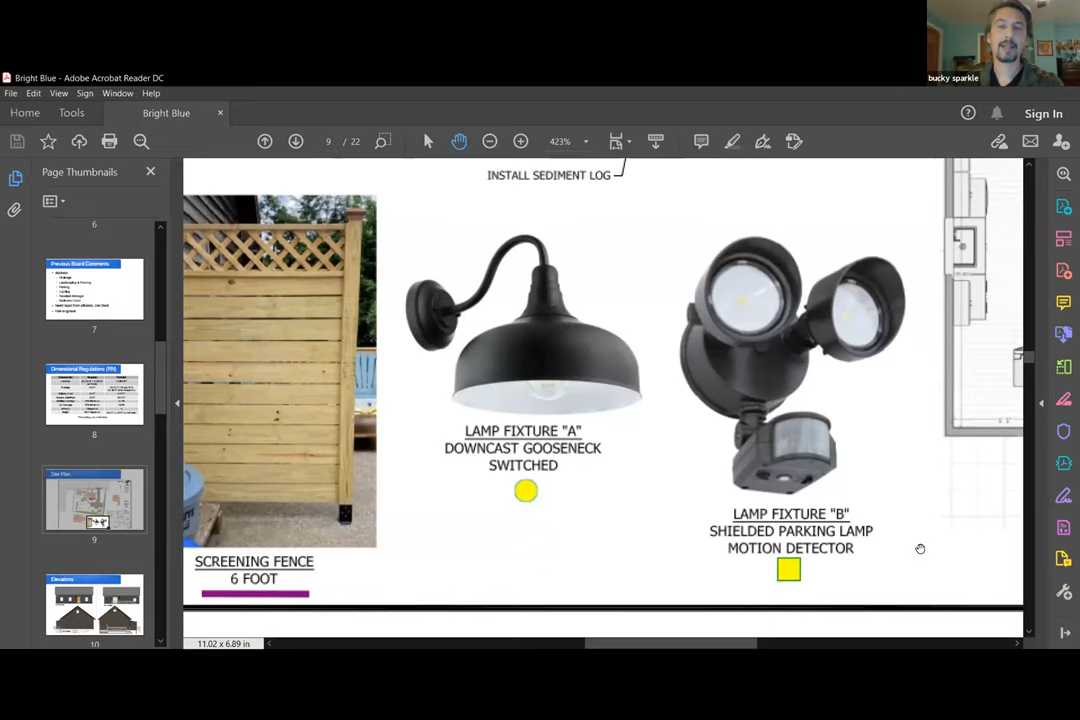 bucky sparkle
Bright Blue - Adobe Acrobat Reader DC
File Edit View Sign Window Help
Home Tools Bright Blue Sign In
9 / 22 423%
Page Thumbnails
6
Previous Board Comments
7
Dimensional Regulations
8
Site Plan
9
Elevations
10
INSTALL SEDIMENT LOG
SCREENING FENCE
6 FOOT
LAMP FIXTURE "A"
DOWNCAST GOOSENECK
SWITCHED
LAMP FIXTURE "B"
SHIELDED PARKING LAMP
MOTION DETECTOR
11.02 x 6.89 in